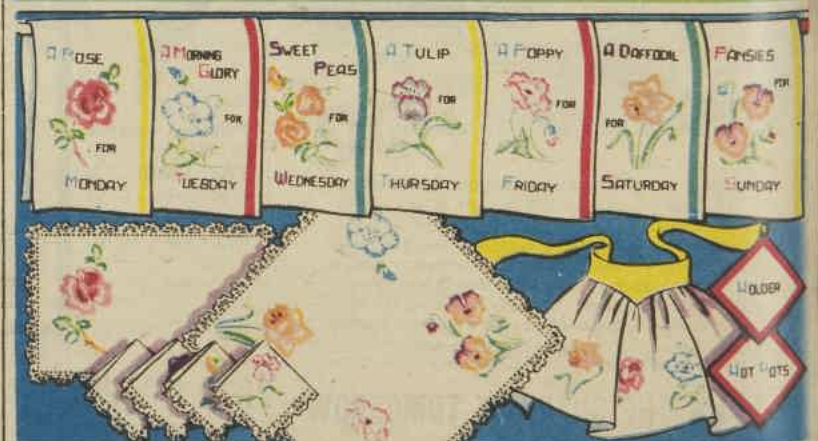 A ROSE
FOR
MONDAY
A MORNING
GLORY
FOR
TUESDAY
SWEET
PEAS
FOR
WEDNESDAY
A TULIP
FOR
THURSDAY
A POPPY
FOR
FRIDAY
A DAFFODIL
FOR
SATURDAY
PANSIES
FOR
SUNDAY
HOLDER
HOT POTS